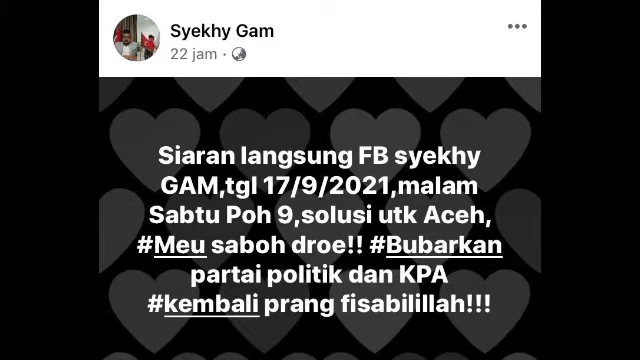 Syekhy Gam
22 jam ·
Siaran langsung FB syekhy
GAM,tgl 17/9/2021,malam
Sabtu Poh 9,solusi utk Aceh,
#Meu saboh droe!! #Bubarkan
partai politik dan KPA
#kembali prang fisabilillah!!!